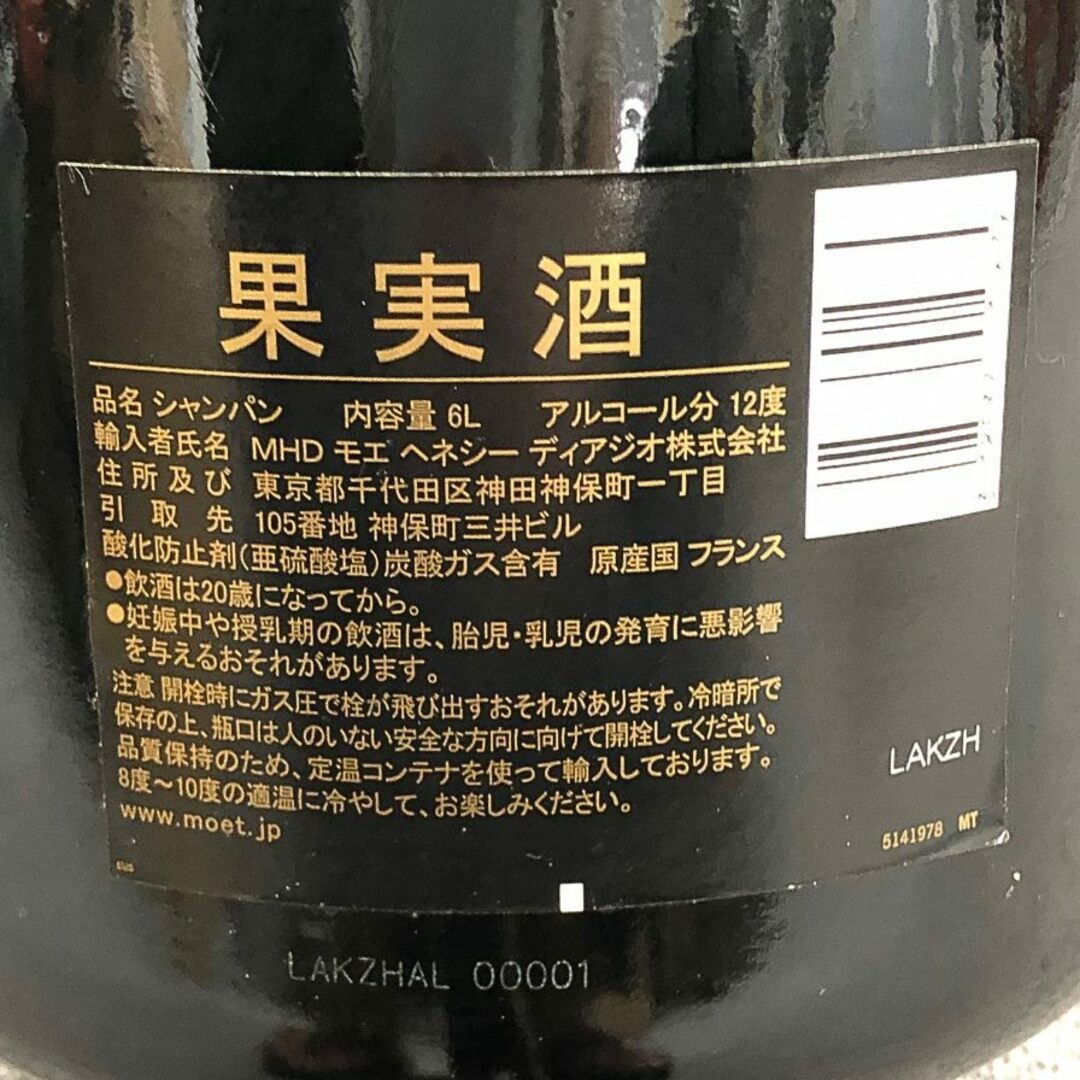 果実酒
品名 シャンパン 内容量 6L アルコール分 12度
輸入者氏名 MHD モエ ヘネシー ディアジオ株式会社
住所及び 東京都千代田区神田神保町一丁目
引取先 105番地 神保町三井ビル
酸化防止剤(亜硫酸塩)炭酸ガス含有 原産国 フランス
●飲酒は20歳になってから。
●妊娠中や授乳期の飲酒は、胎児・乳児の発育に悪影響
を与えるおそれがあります。
注意 開栓時にガス圧で栓が飛び出すおそれがあります。冷暗所で
保存の上、瓶口は人のいない安全な方向に向けて開栓してください。
品質保持のため、定温コンテナを使って輸入しております。
8度〜10度の適温に冷やして、お楽しみください。
www.moet.jp
LAKZH
5141978 MT
LAKZHAL 00001